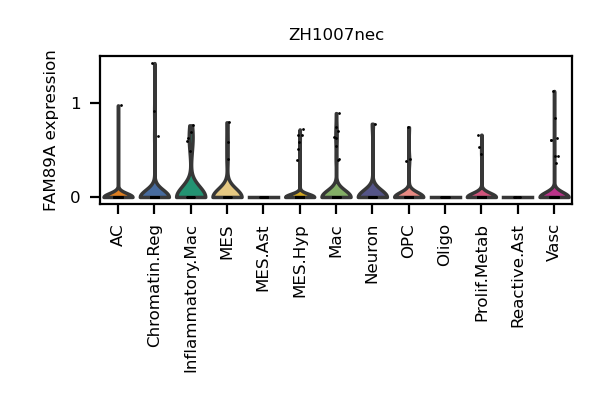 ZH1007nec
FAM89A expression
1
0
AC
Chromatin.Reg
Inflammatory.Mac
MES
MES.Ast
MES.Hyp
Mac
Neuron
OPC
Oligo
Prolif.Metab
Reactive.Ast
Vasc